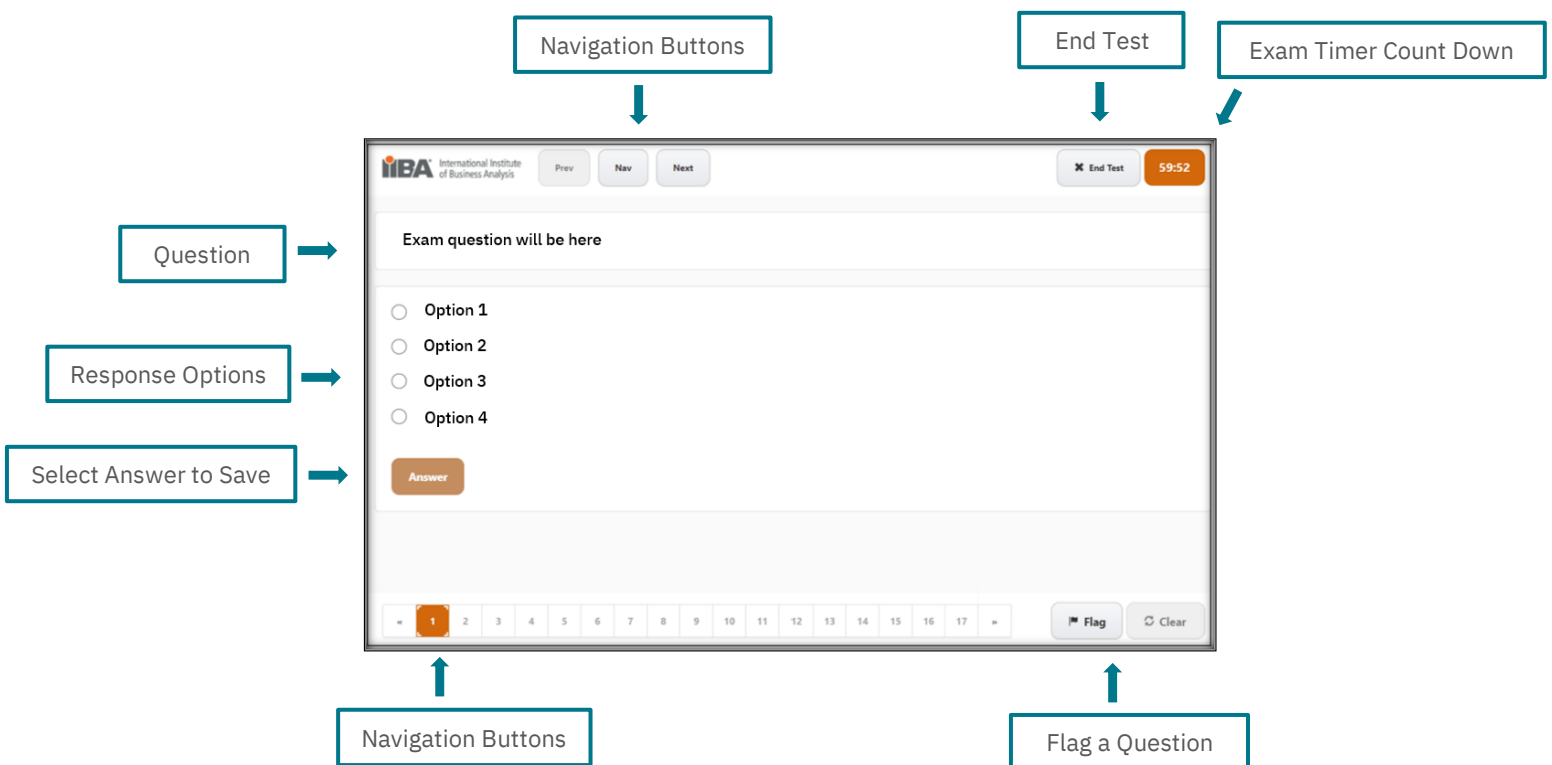 Navigation Buttons
End Test
Exam Timer Count Down
iiBA International Institute
of Business Analysis
Prev
Nav
Next
✖ End Test
59:52
Question
Exam question will be here
Response Options
Option 1
Option 2
Option 3
Option 4
Select Answer to Save
Answer
« 1 2 3 4 5 6 7 8 9 10 11 12 13 14 15 16 17 »
Flag
Clear
Navigation Buttons
Flag a Question